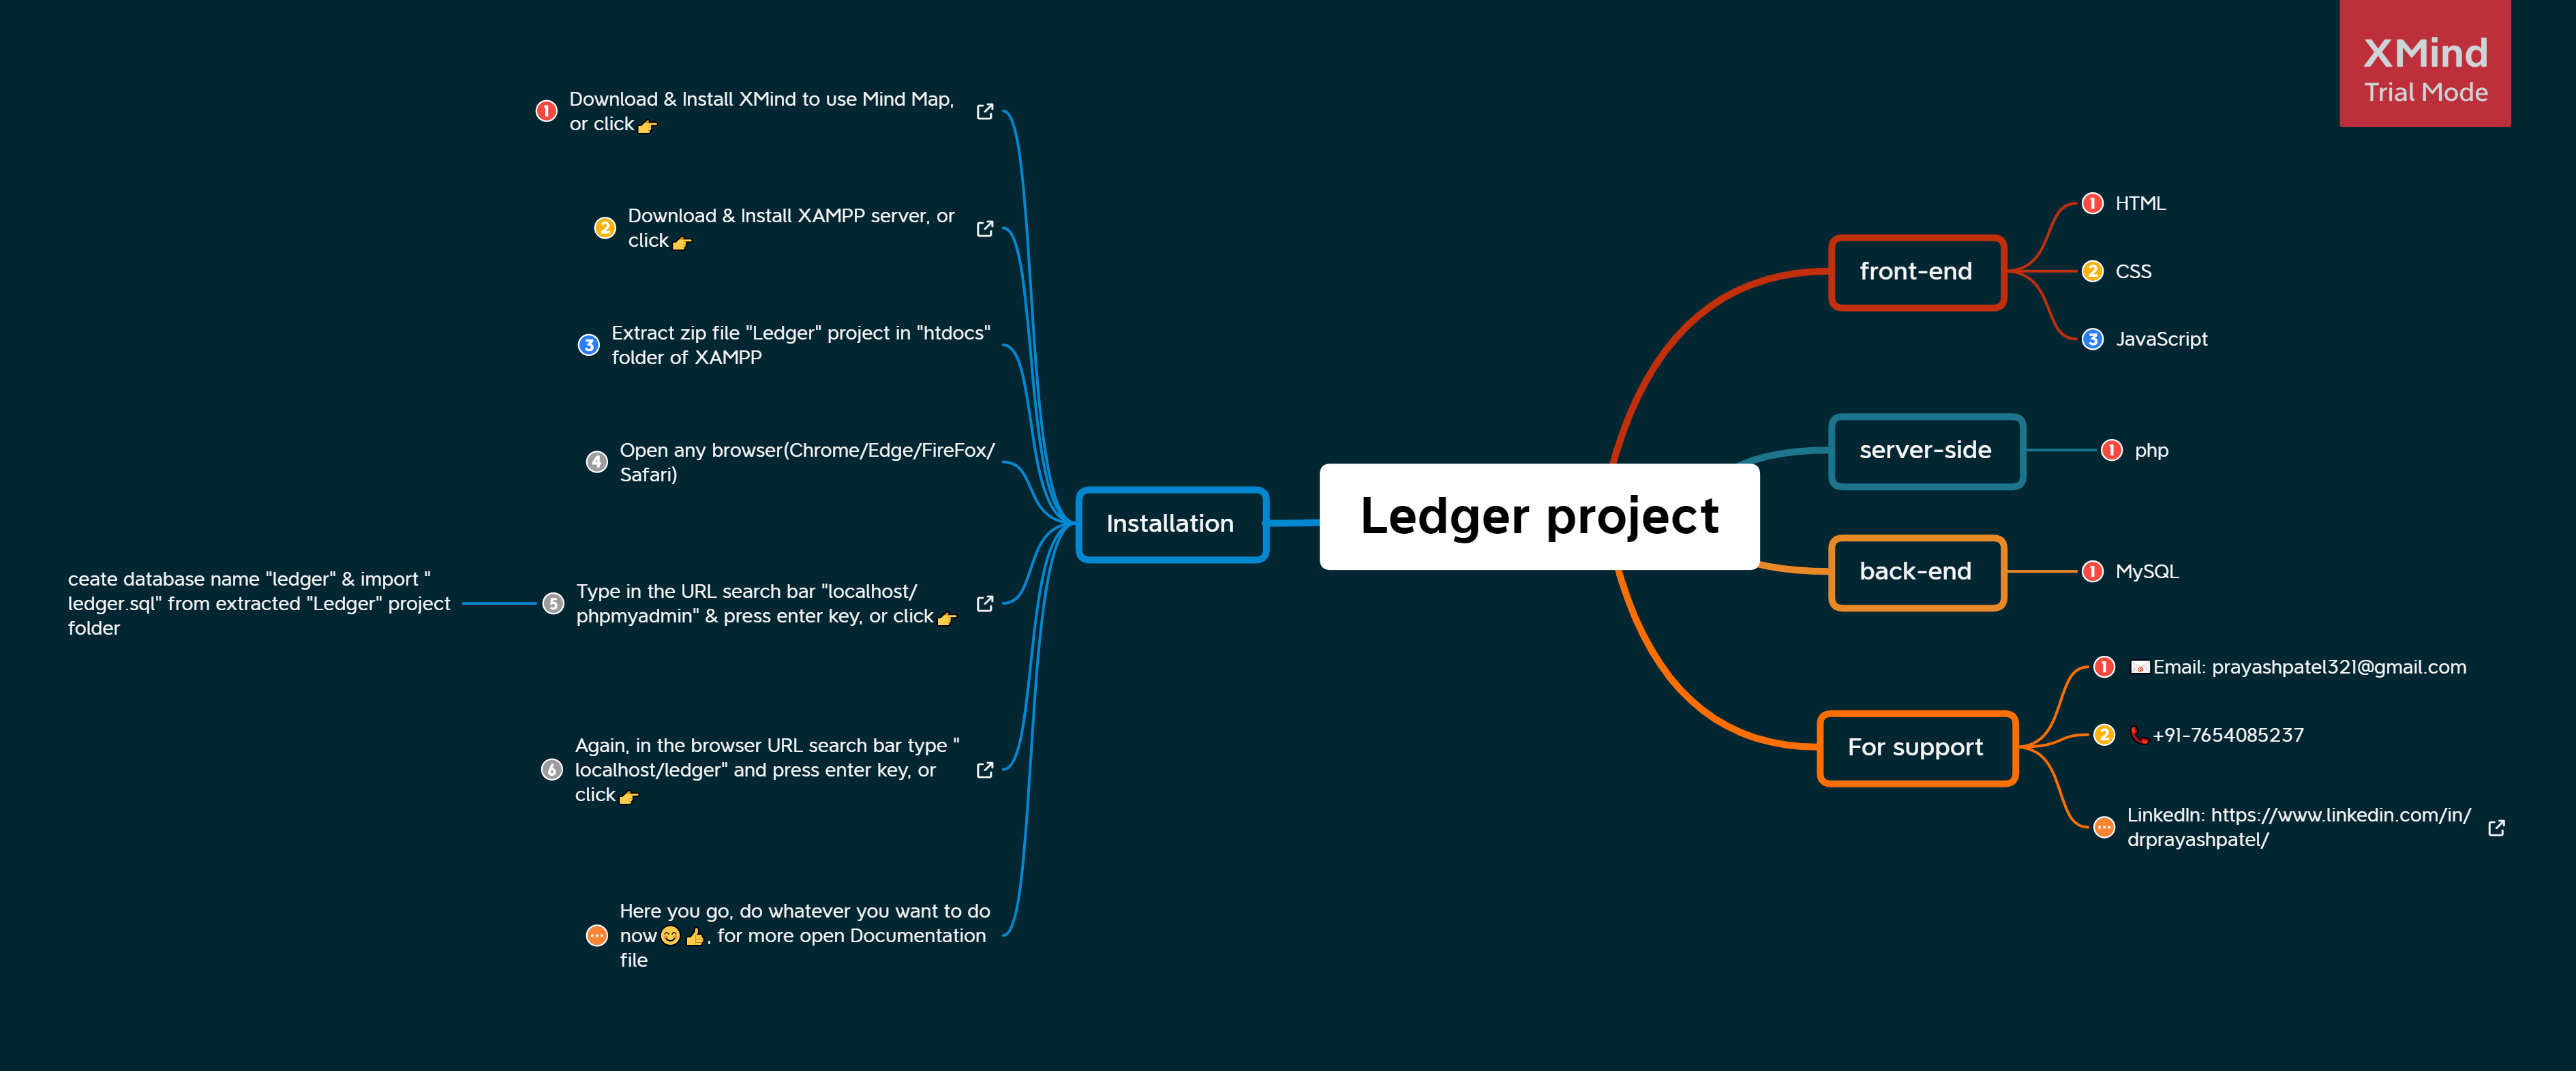 XMind
Trial Mode
Ledger project
Installation
1 Download & Install XMind to use Mind Map,
or click👉
2 Download & Install XAMPP server, or
click👉
3 Extract zip file "Ledger" project in "htdocs"
folder of XAMPP
4 Open any browser(Chrome/Edge/FireFox/
Safari)
5 Type in the URL search bar "localhost/
phpmyadmin" & press enter key, or click👉
ceate database name "ledger" & import "
ledger.sql" from extracted "Ledger" project
folder
6 Again, in the browser URL search bar type "
localhost/ledger" and press enter key, or
click👉
Here you go, do whatever you want to do
now😊👍, for more open Documentation
file
front-end
1 HTML
2 CSS
3 JavaScript
server-side
1 php
back-end
1 MySQL
For support
1 📧Email: prayashpatel321@gmail.com
2 📞+91-7654085237
LinkedIn: https://www.linkedin.com/in/
drprayashpatel/